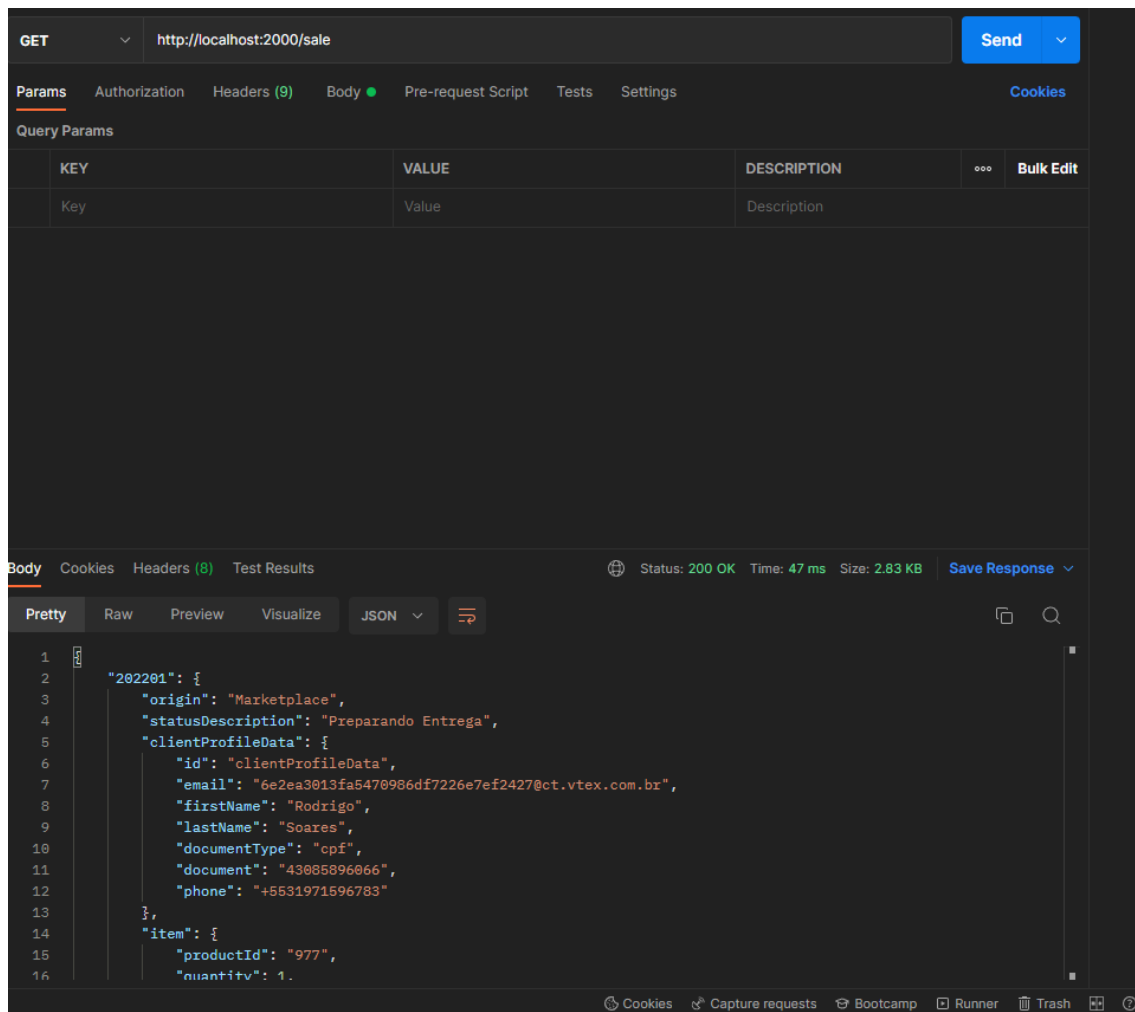 GET http://localhost:2000/sale Send
Params Authorization Headers (9) Body Pre-request Script Tests Settings Cookies
Query Params
KEY VALUE DESCRIPTION ooo Bulk Edit
Key Value Description
Body Cookies Headers (8) Test Results Status: 200 OK Time: 47 ms Size: 2.83 KB Save Response
Pretty Raw Preview Visualize JSON
1 {
2 "202201": {
3 "origin": "Marketplace",
4 "statusDescription": "Preparando Entrega",
5 "clientProfileData": {
6 "id": "clientProfileData",
7 "email": "6e2ea3013fa5470986df7226e7ef2427@ct.vtex.com.br",
8 "firstName": "Rodrigo",
9 "lastName": "Soares",
10 "documentType": "cpf",
11 "document": "43085896066",
12 "phone": "+5531971596783"
13 },
14 "item": {
15 "productId": "977",
16 "quantity": 1,
Cookies Capture requests Bootcamp Runner Trash